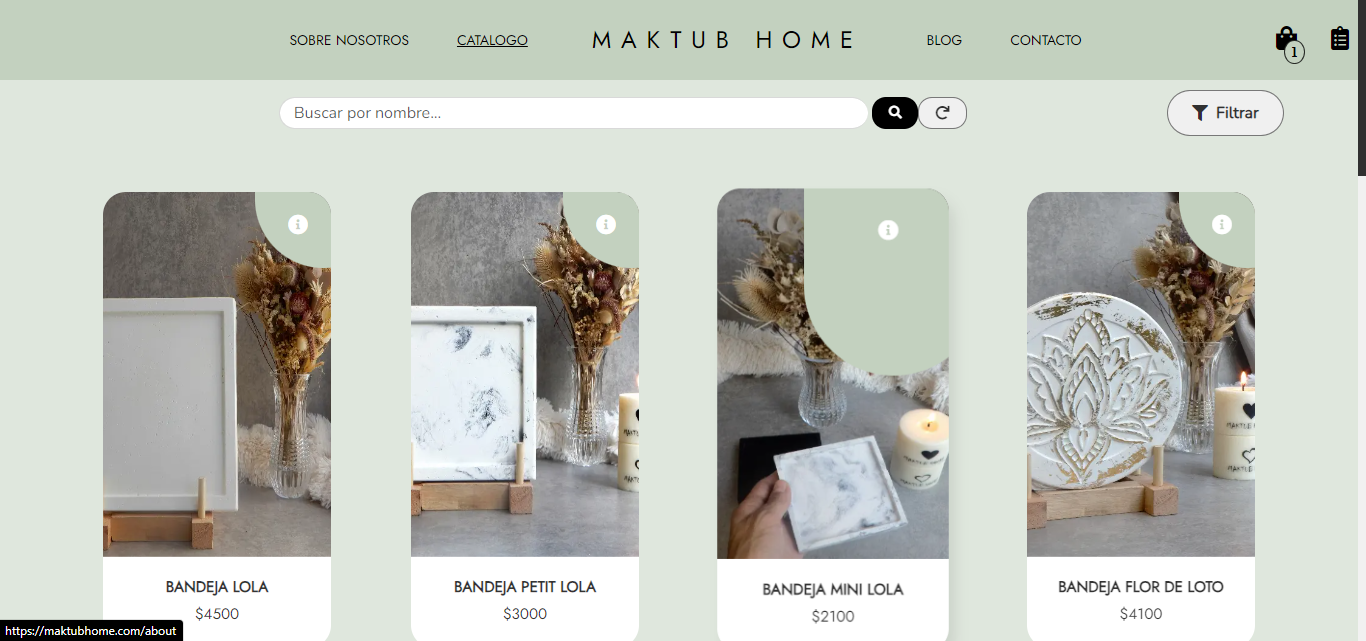 SOBRE NOSOTROS
CATALOGO
MAKTUB HOME
BLOG
CONTACTO
1
Buscar por nombre...
Filtrar
BANDEJA LOLA
$4500
BANDEJA PETIT LOLA
$3000
BANDEJA MINI LOLA
$2100
BANDEJA FLOR DE LOTO
$4100
https://maktubhome.com/about